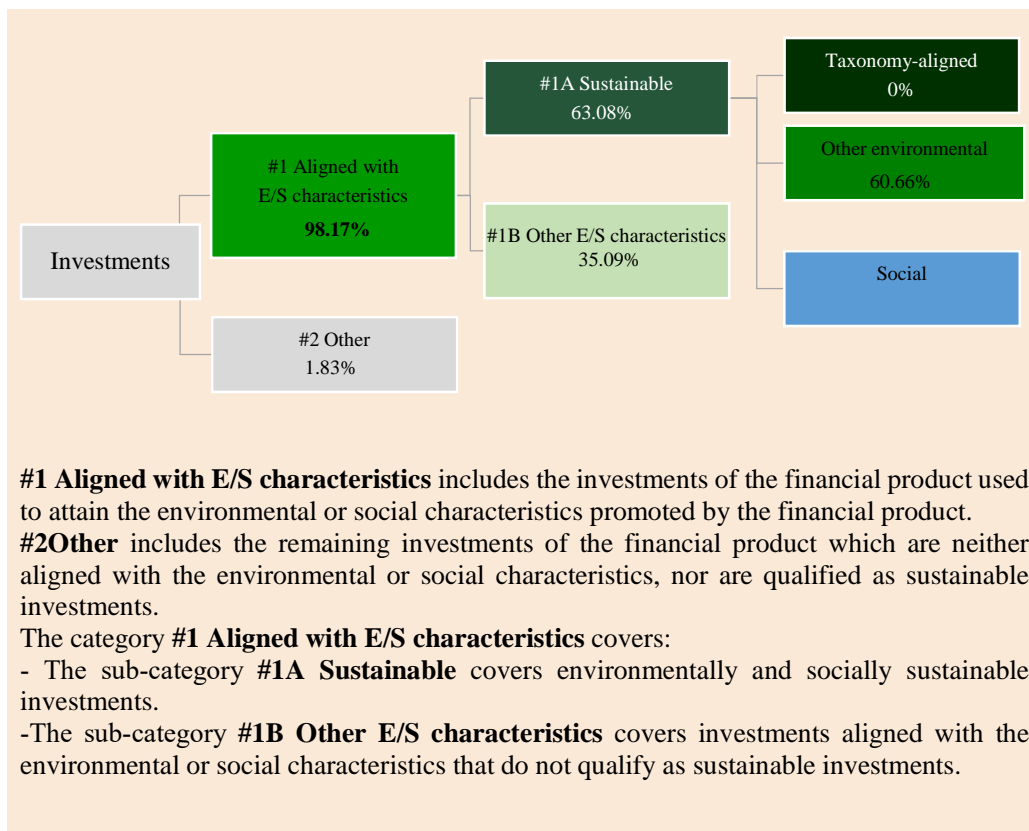 Taxonomy-aligned
0%
#1A Sustainable
63.08%
Other environmental
60.66%
#1 Aligned with
E/S characteristics
98.17%
#1B Other E/S characteristics
35.09%
Investments
Social
#2 Other
1.83%
#1 Aligned with E/S characteristics includes the investments of the financial product used
to attain the environmental or social characteristics promoted by the financial product.
#2Other includes the remaining investments of the financial product which are neither
aligned with the environmental or social characteristics, nor are qualified as sustainable
investments.
The category #1 Aligned with E/S characteristics covers:
- The sub-category #1A Sustainable covers environmentally and socially sustainable
investments.
-The sub-category #1B Other E/S characteristics covers investments aligned with the
environmental or social characteristics that do not qualify as sustainable investments.